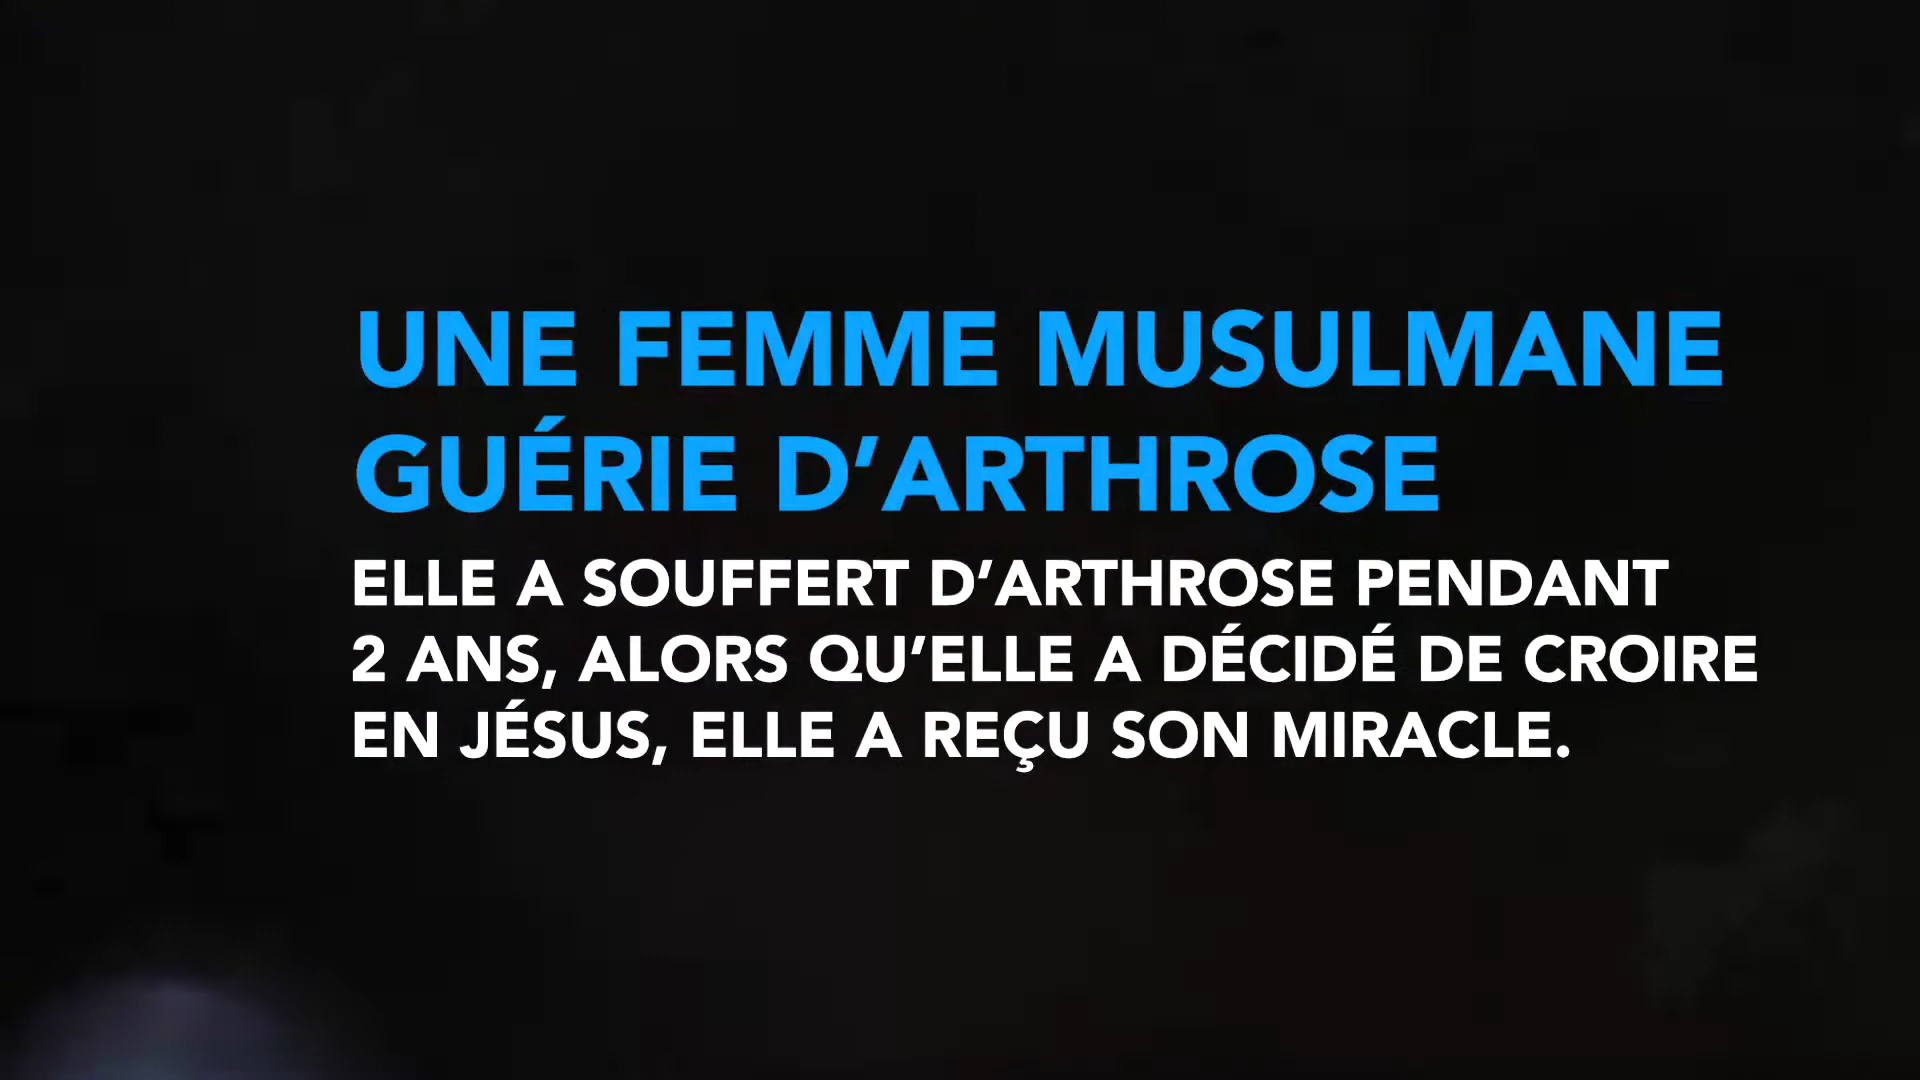 UNE FEMME MUSULMANE
GUÉRIE D’ARTHROSE
ELLE A SOUFFERT D’ARTHROSE PENDANT
2 ANS, ALORS QU’ELLE A DÉCIDÉ DE CROIRE
EN JÉSUS, ELLE A REÇU SON MIRACLE.